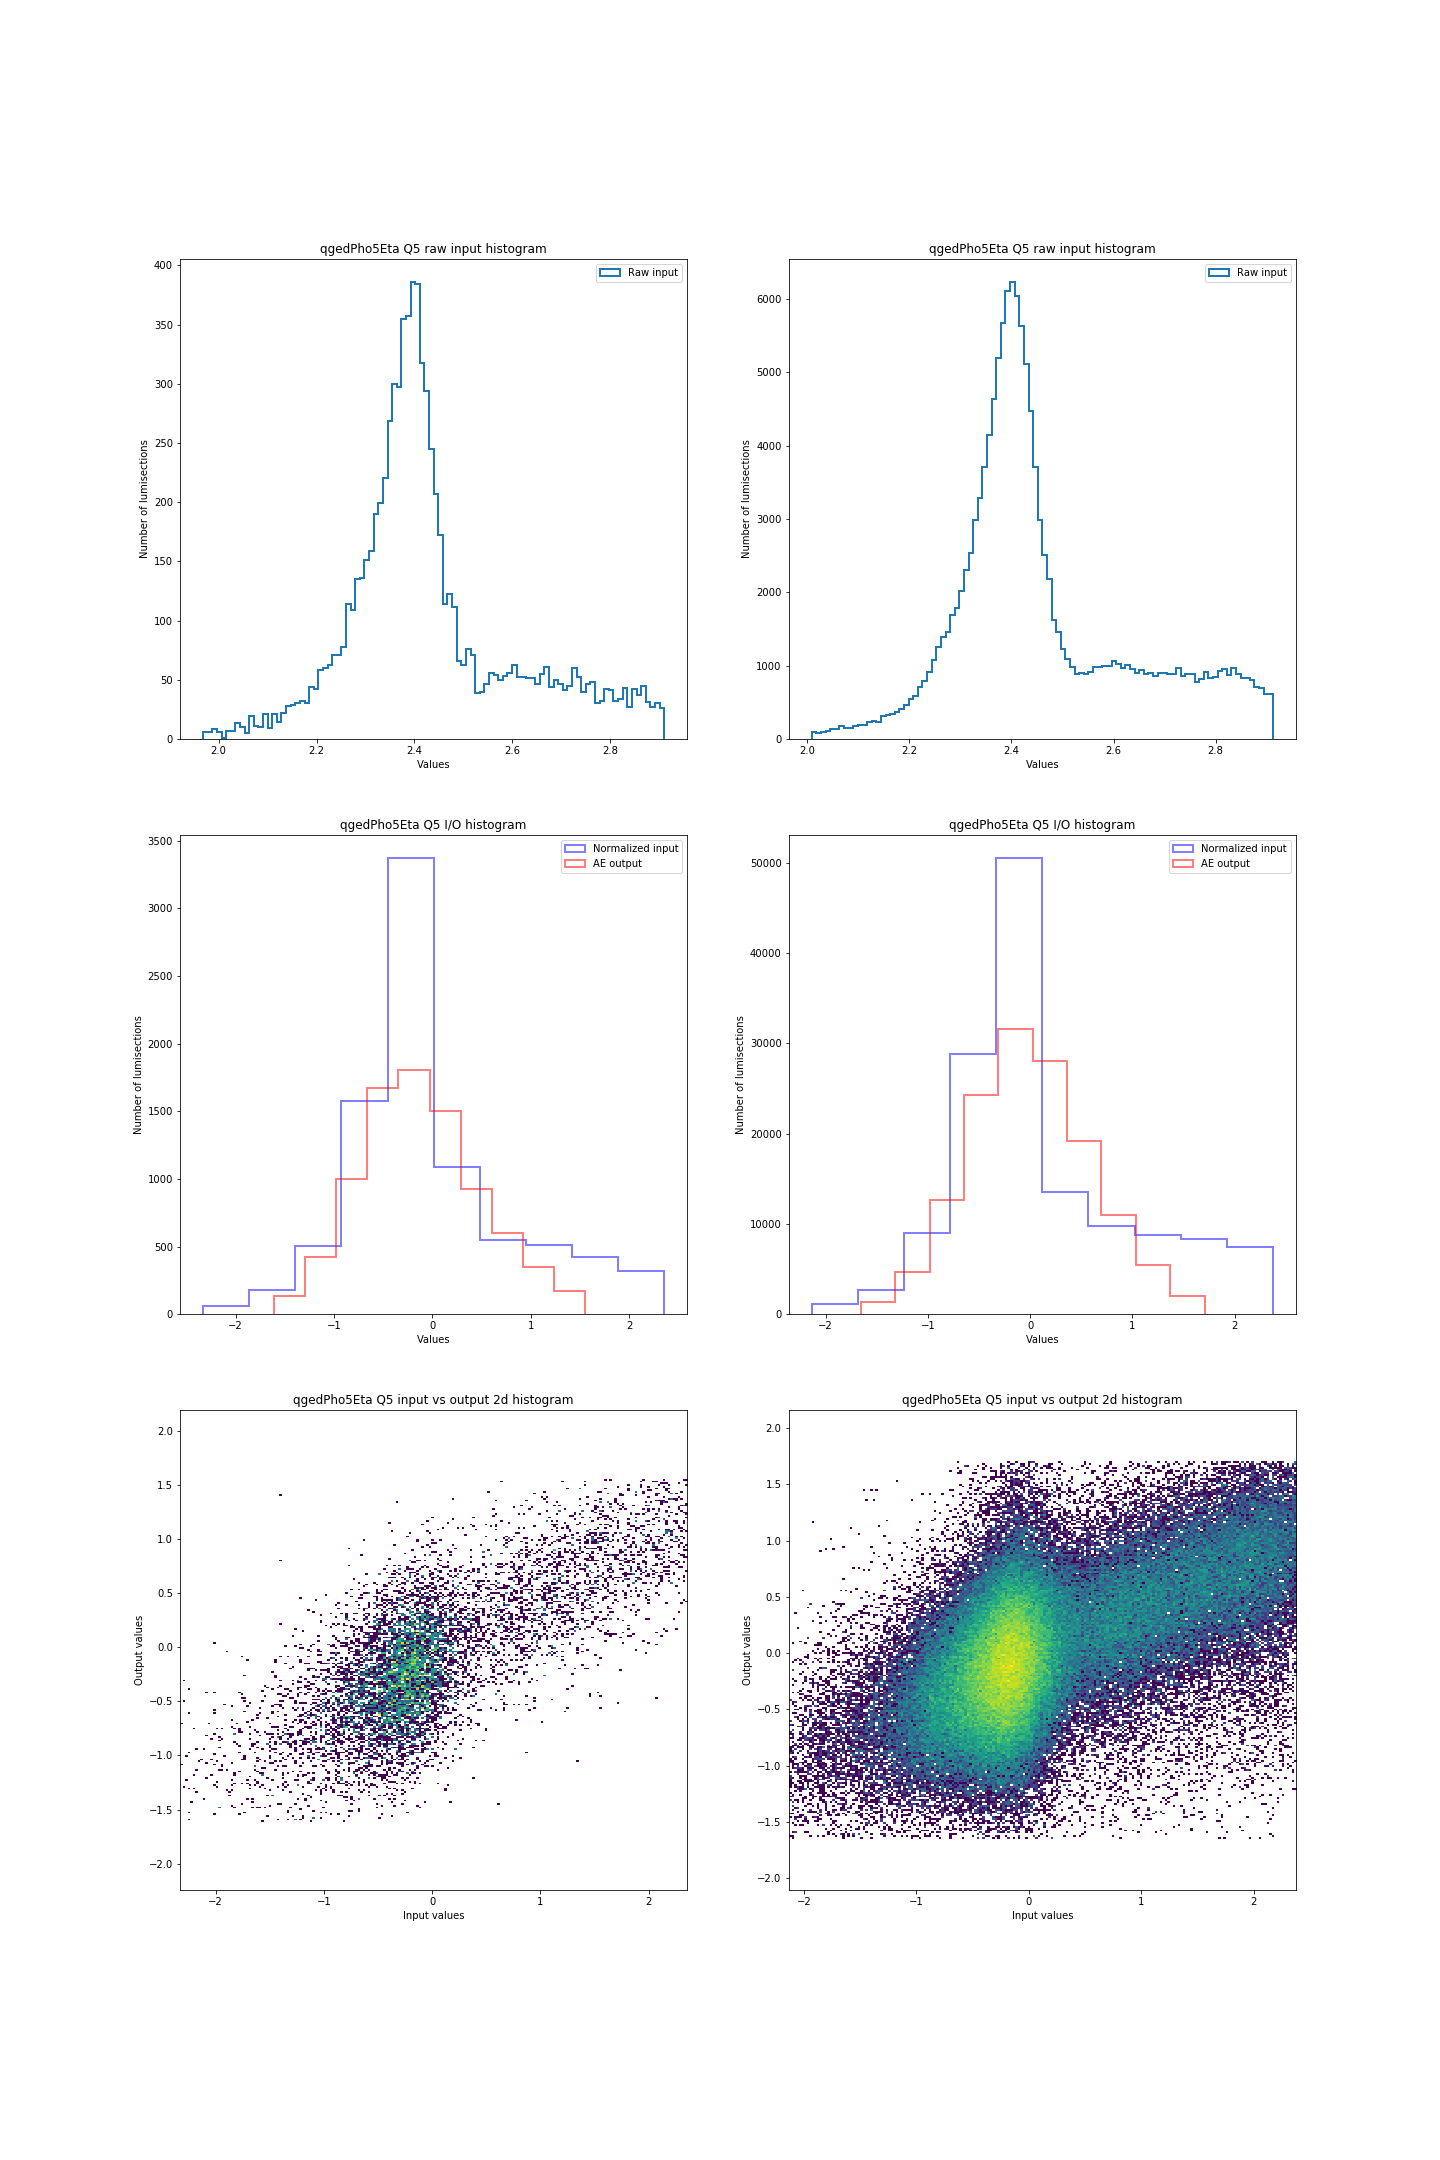 qgedPho5Eta Q5 raw input histogram
Raw input
400
350
300
250
200
150
100
50
0
Number of lumisections
2.0 2.2 2.4 2.6 2.8
Values
qgedPho5Eta Q5 raw input histogram
Raw input
6000
5000
4000
3000
2000
1000
0
Number of lumisections
2.0 2.2 2.4 2.6 2.8
Values
qgedPho5Eta Q5 I/O histogram
Normalized input
AE output
3500
3000
2500
2000
1500
1000
500
0
Number of lumisections
−2 −1 0 1 2
Values
qgedPho5Eta Q5 I/O histogram
Normalized input
AE output
50000
40000
30000
20000
10000
0
Number of lumisections
−2 −1 0 1 2
Values
qgedPho5Eta Q5 input vs output 2d histogram
2.0
1.5
1.0
0.5
0.0
−0.5
−1.0
−1.5
−2.0
Output values
−2 −1 0 1 2
Input values
qgedPho5Eta Q5 input vs output 2d histogram
2.0
1.5
1.0
0.5
0.0
−0.5
−1.0
−1.5
−2.0
Output values
−2 −1 0 1 2
Input values